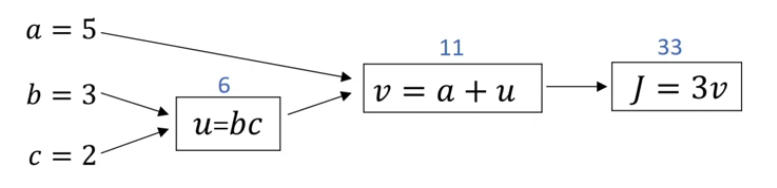 a = 5
b = 3
c = 2
6
u=bc
11
v = a + u
33
J = 3v